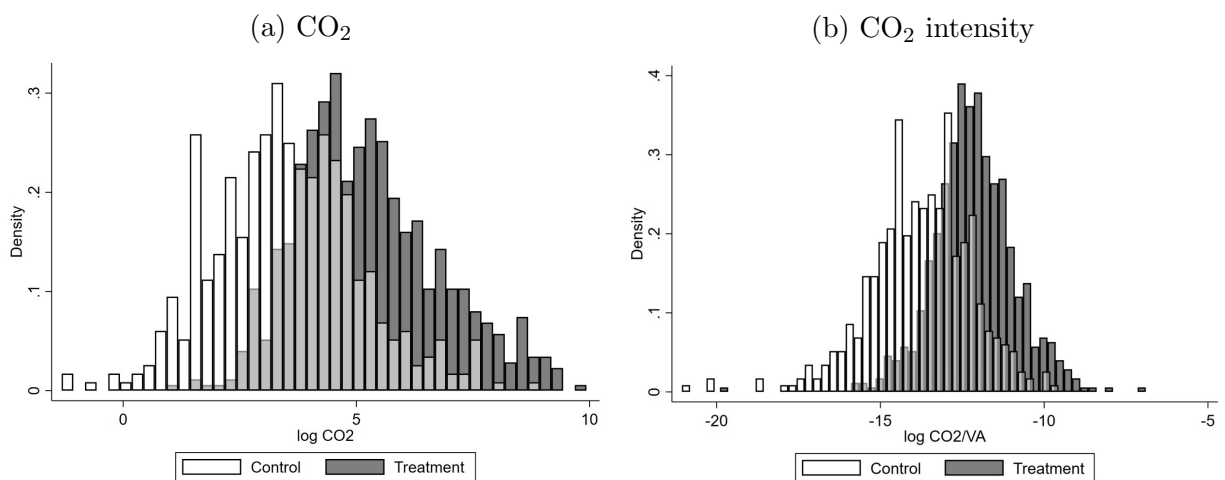 (a) CO₂
.3
.2
.1
0
Density
0 5 10
log CO2
Control Treatment
(b) CO₂ intensity
.4
.3
.2
.1
0
Density
-20 -15 -10 -5
log CO2/VA
Control Treatment